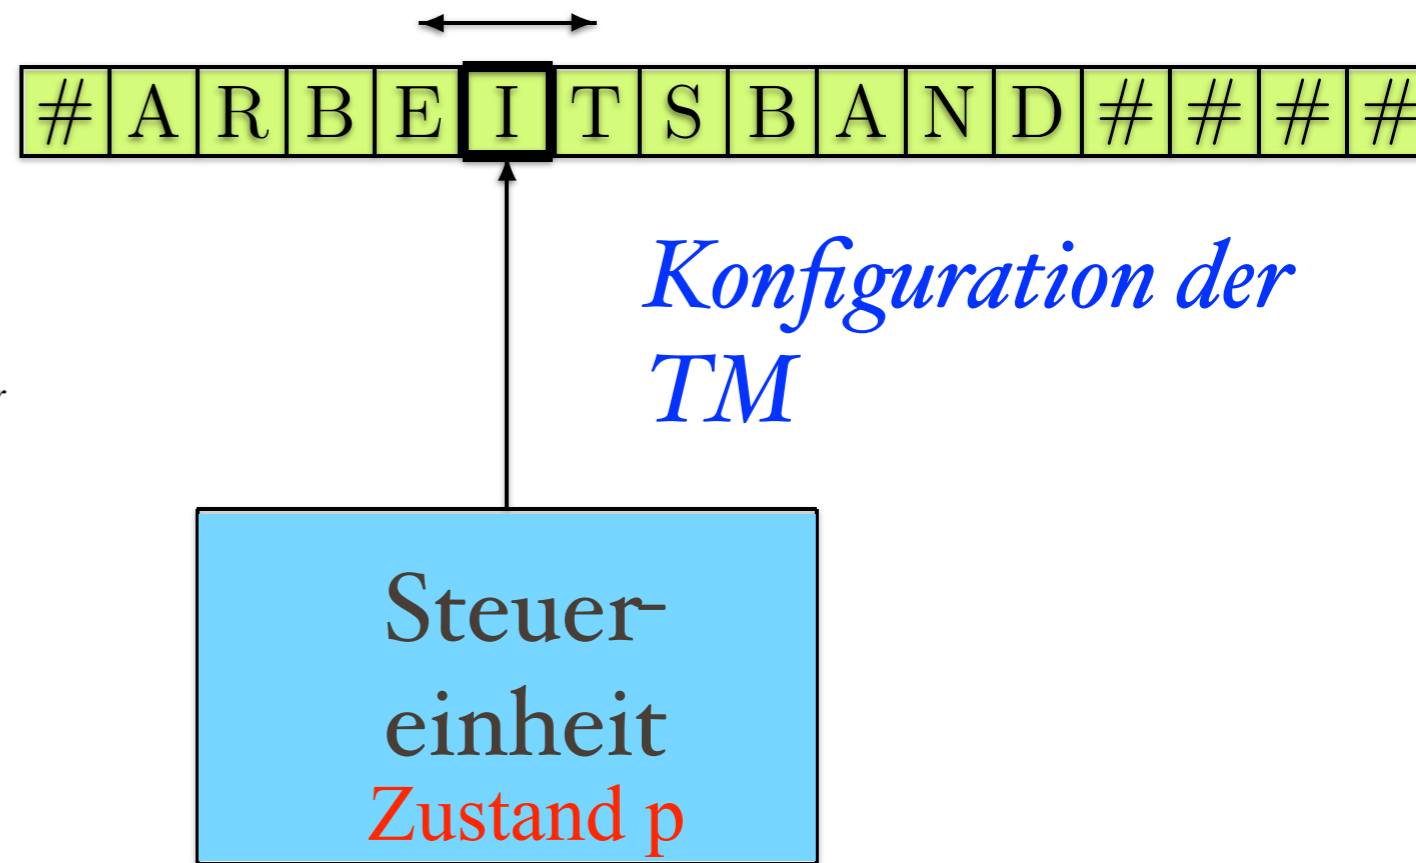 #ARBEITSBAND####
Konfiguration der
TM
Steuer-
einheit
Zustand p